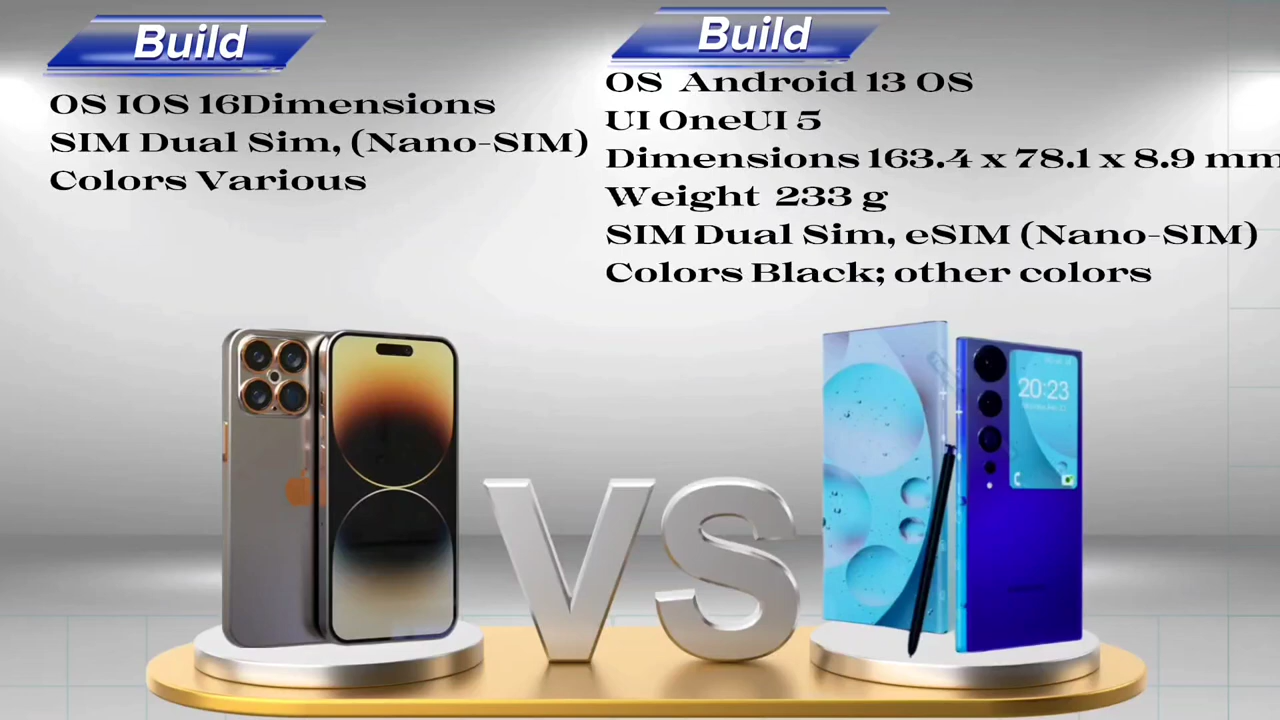 Build
OS IOS 16Dimensions
SIM Dual Sim, (Nano-SIM)
Colors Various
Build
OS Android 13 OS
UI OneUI 5
Dimensions 163.4 x 78.1 x 8.9 mm
Weight 233 g
SIM Dual Sim, eSIM (Nano-SIM)
Colors Black; other colors
VS
20:23